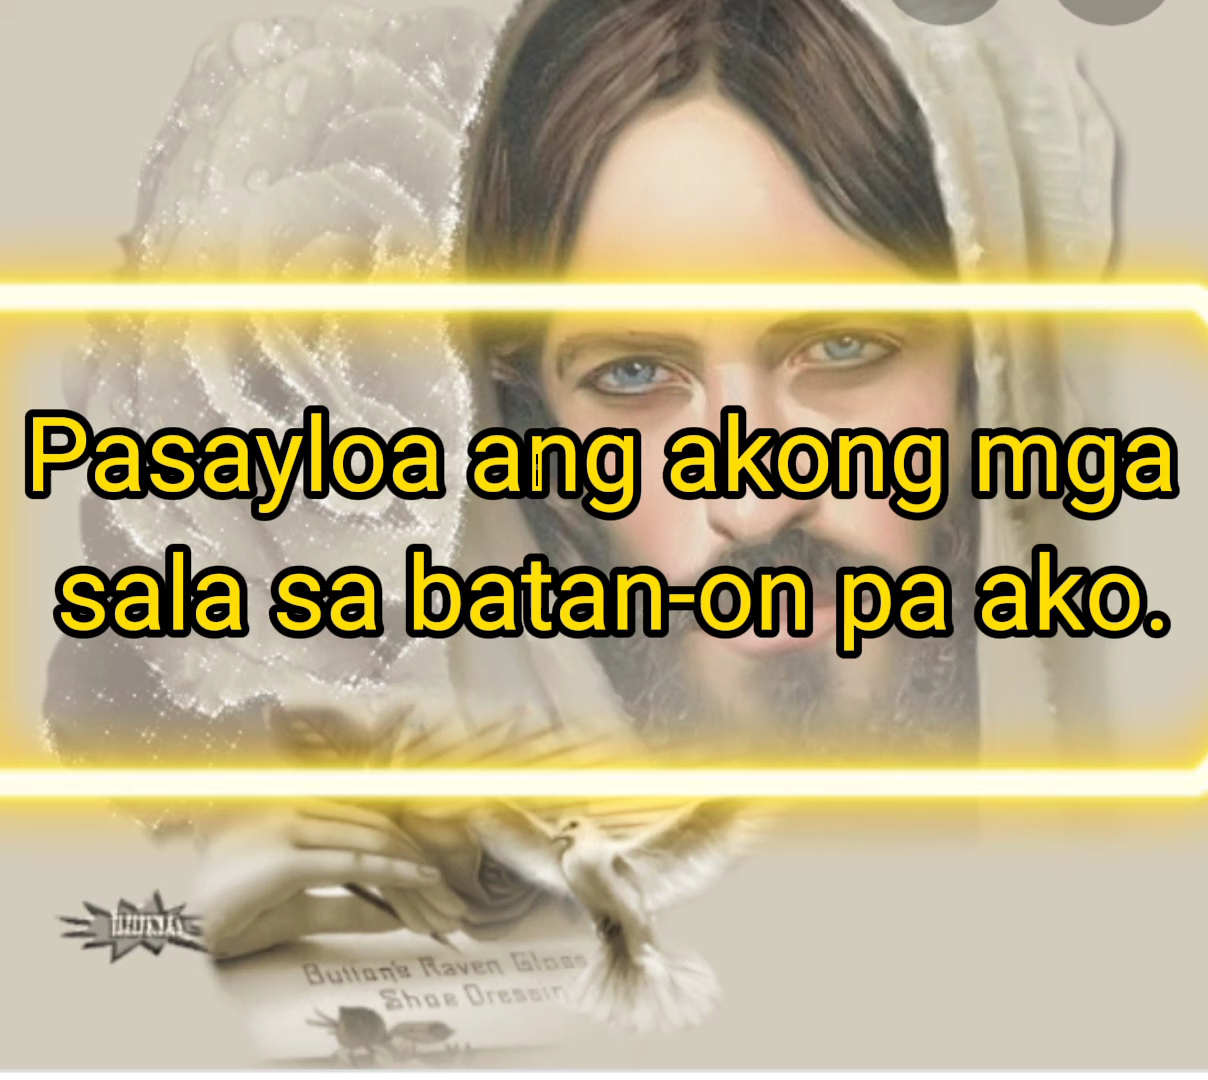 Pasayloa ang akong mga
sala sa batan-on pa ako.
Button's Raven Gloss
Shoe Dressin